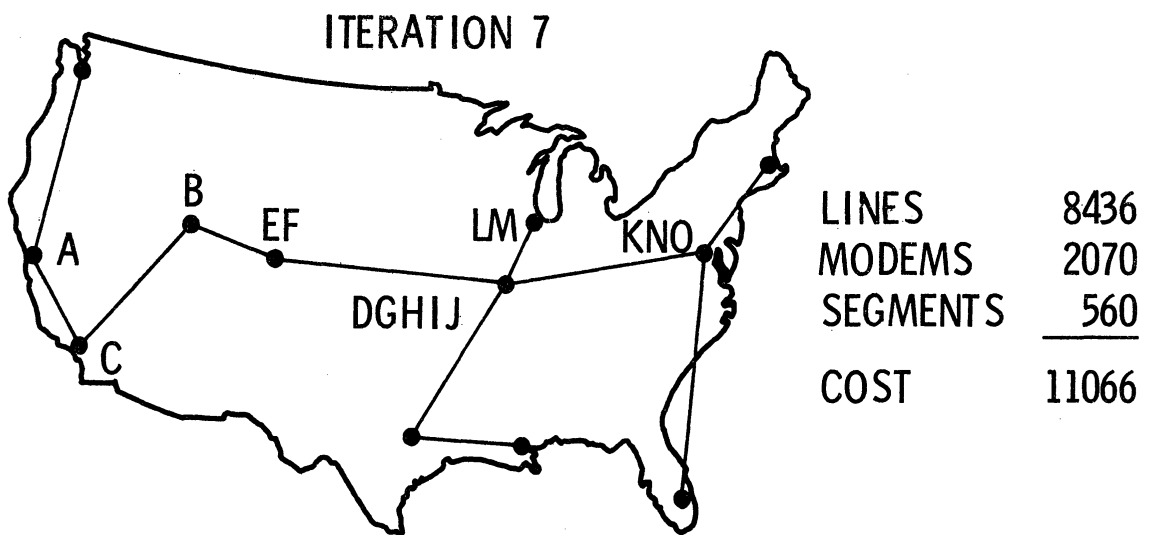 ITERATION 7
B
EF
LM
KNO
A
DGHIJ
C
LINES 8436
MODEMS 2070
SEGMENTS 560
COST 11066